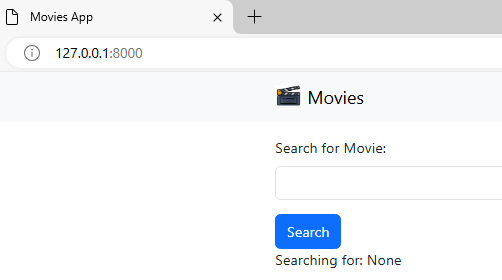 Movies App
127.0.0.1:8000
Movies
Search for Movie:
Search
Searching for: None